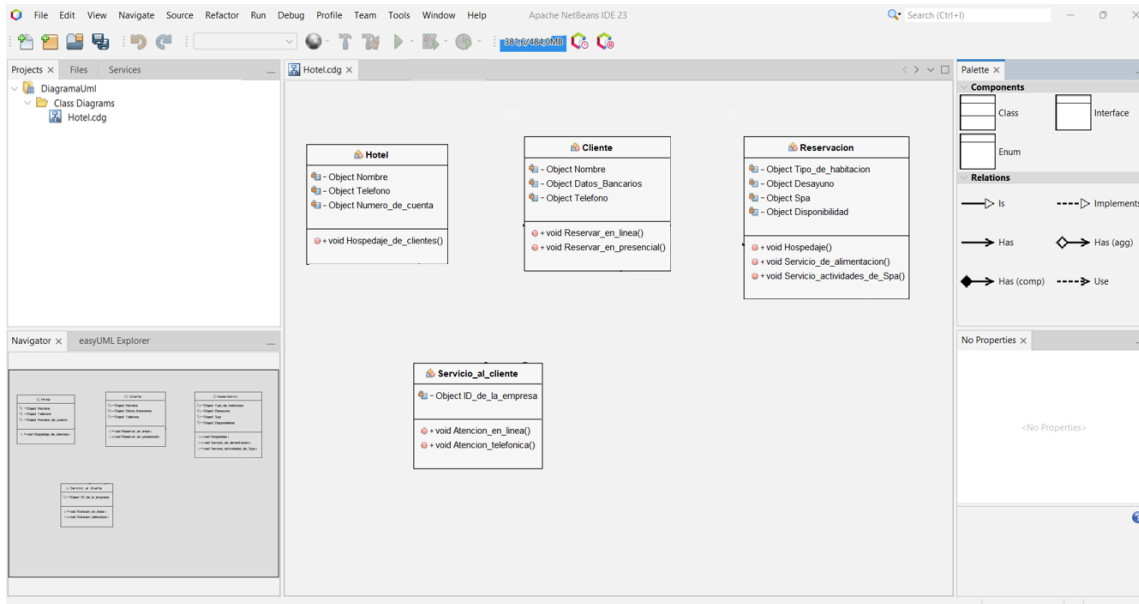 File Edit View Navigate Source Refactor Run Debug Profile Team Tools Window Help Apache NetBeans IDE 23 Search (Ctrl+I)
381,6/484,0MB
Projects Files Services
DiagramaUml
Class Diagrams
Hotel.cdg
Hotel.cdg
Hotel
- Object Nombre
- Object Telefono
- Object Numero_de_cuenta
+ void Hospedaje_de_clientes()
Cliente
- Object Nombre
- Object Datos_Bancarios
- Object Telefono
+ void Reservar_en_linea()
+ void Reservar_en_presencial()
Reservacion
- Object Tipo_de_habitacion
- Object Desayuno
- Object Spa
- Object Disponibilidad
+ void Hospedaje()
+ void Servicio_de_alimentacion()
+ void Servicio_actividades_de_Spa()
Servicio_al_cliente
- Object ID_de_la_empresa
+ void Atencion_en_linea()
+ void Atencion_telefonica()
Palette
Components
Class Interface
Enum
Relations
Is Implements
Has Has (agg)
Has (comp) Use
Navigator easyUML Explorer
No Properties
<No Properties>